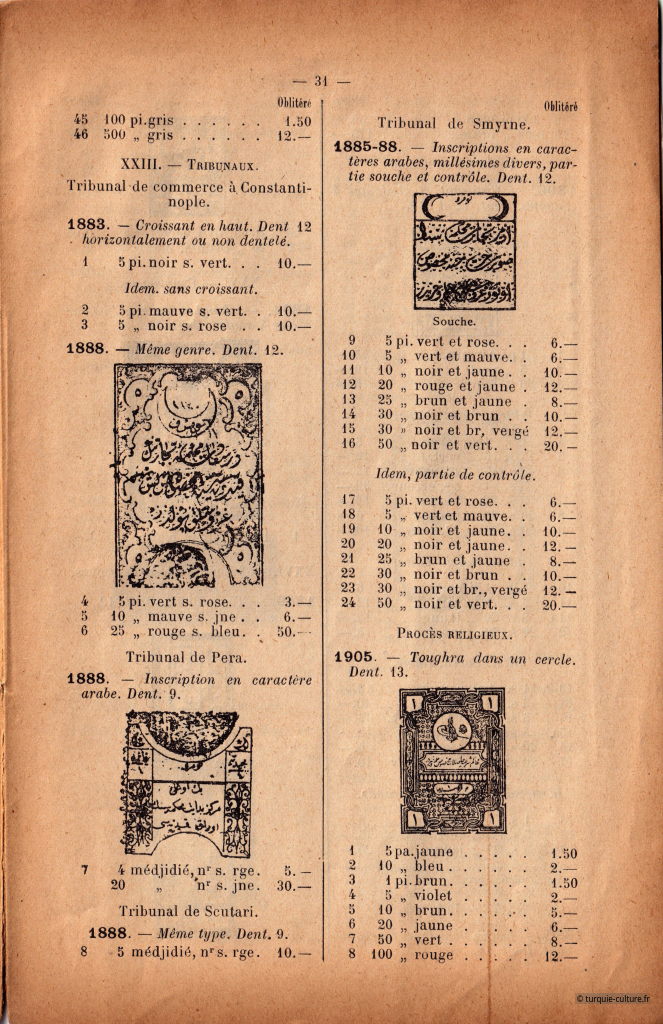 — 31 —
Oblitéré
45 100 pi. gris . . . . . . 1.50
46 500 „ gris . . . . . . 12.—
XXIII. — Tribunaux.
Tribunal de commerce à Constanti-
nople.
1883. — Croissant en haut. Dent 12
horizontalement ou non dentelé.
1 5 pi. noir s. vert. . . 10.—
Idem. sans croissant.
2 5 pi. mauve s. vert. . 10.—
3 5 „ noir s. rose . . 10.—
1888. — Même genre. Dent. 12.
4 5 pi. vert s. rose. . . 3.—
5 10 „ mauve s. jne . . 6.—
6 25 „ rouge s. bleu. . 50.—
Tribunal de Pera.
1888. — Inscription en caractère
arabe. Dent. 9.
7 4 médjidié, nr s. rge. 5. —
20 „ nr s. jne. 30.—
Tribunal de Scutari.
1888. — Même type. Dent. 9.
8 5 médjidié, nr s. rge. 10.—
Oblitéré
Tribunal de Smyrne.
1885-88. — Inscriptions en carac-
tères arabes, millésimes divers, par-
tie souche et contrôle. Dent. 12.
Souche.
9 5 pi. vert et rose. . . 6.—
10 5 „ vert et mauve. . 6.—
11 10 „ noir et jaune . . 10.—
12 20 „ rouge et jaune . 12.—
13 25 „ brun et jaune . 8.—
14 30 „ noir et brun . . 10.—
15 30 » noir et br, vergé 12.—
16 50 „ noir et vert. . . 20. —
Idem, partie de contrôle.
17 5 pi. vert et rose. . . 6.—
18 5 „ vert et mauve. . 6.—
19 10 „ noir et jaune. . 10.—
20 20 „ noir et jaune. . 12. —
21 25 „ brun et jaune . 8.—
22 30 „ noir et brun . . 10.—
23 30 „ noir et br., vergé 12. —
24 50 „ noir et vert. . . 20.—
Procès religieux.
1905. — Toughra dans un cercle.
Dent. 13.
1 1
1 1
1 5 pa. jaune . . . . . 1.50
2 10 „ bleu . . . . . . 2.—
3 1 pi. brun. . . . . . 1.50
4 5 „ violet . . . . . 2.—
5 10 „ brun. . . . . . 5.—
6 20 „ jaune . . . . . 6.—
7 50 „ vert . . . . . . 8.—
8 100 „ rouge . . . . . 12.—
© turquie-culture.fr